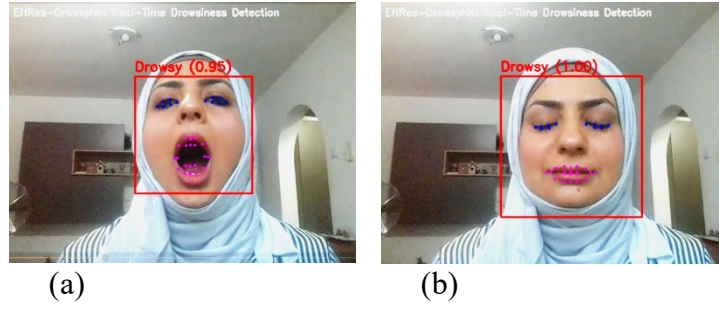 EffRes-DrowsyNet Real-Time Drowsiness Detection
Drowsy (0.95)
(a)
EffRes-DrowsyNet Real-Time Drowsiness Detection
Drowsy (1.00)
(b)